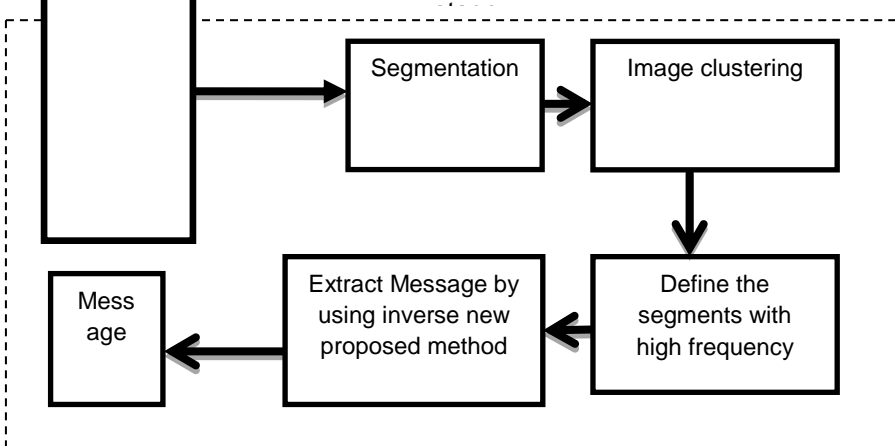 Segmentation
Image clustering
Define the
segments with
high frequency
Extract Message by
using inverse new
proposed method
Mess
age